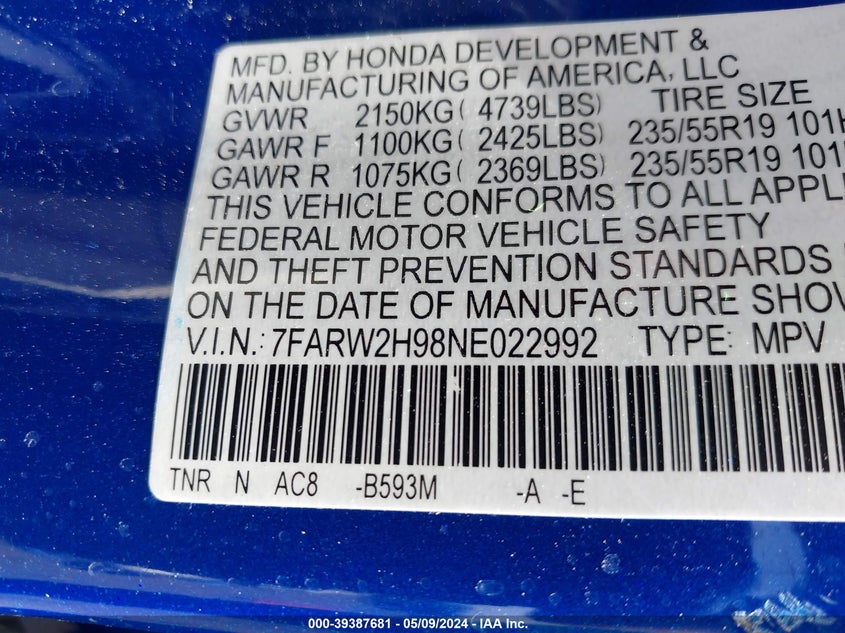 MFD. BY HONDA DEVELOPMENT &
MANUFACTURING OF AMERICA, LLC
GVWR 2150KG( 4739LBS) TIRE SIZE
GAWR F 1100KG( 2425LBS) 235/55R19 101H
GAWR R 1075KG( 2369LBS) 235/55R19 101
THIS VEHICLE CONFORMS TO ALL
FEDERAL MOTOR VEHICLE SAFETY
AND THEFT PREVENTION STANDARDS
ON THE DATE OF MANUFACTURE
V.I.N.: 7FARW2H98NE022992 TYPE: MPV
TNR N AC8 -B593M -A -E
000-39387681 - 05/09/2024 - IAA Inc.